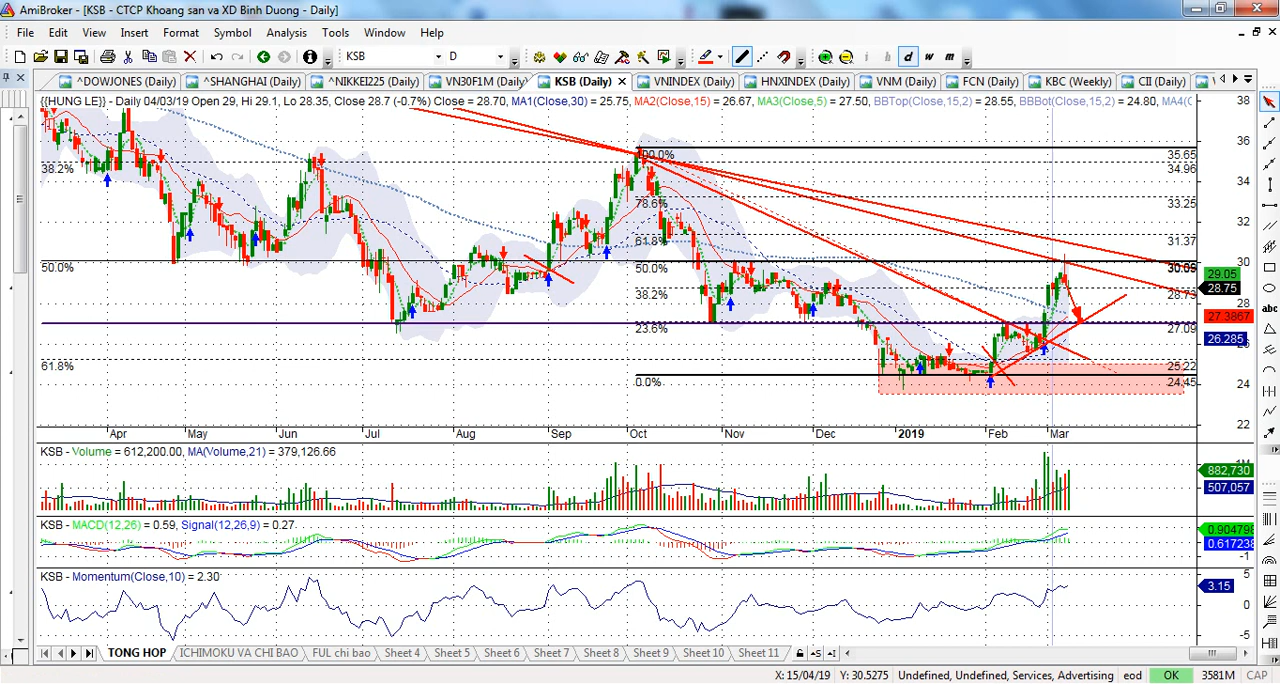 AmiBroker - [KSB - CTCP Khoang san va XD Binh Duong - Daily]
File Edit View Insert Format Symbol Analysis Tools Window Help
KSB D i h d w m
^DOWJONES (Daily) ^SHANGHAI (Daily) ^NIKKEI225 (Daily) VN30F1M (Daily) KSB (Daily) VNINDEX (Daily) HNXINDEX (Daily) VNM (Daily) FCN (Daily) KBC (Weekly) CII (Daily)
{{HUNG LE}} - Daily 04/03/19 Open 29, Hi 29.1, Lo 28.35, Close 28.7 (-0.7%) Close = 28.70, MA1(Close,30) = 25.75, MA2(Close,15) = 26.67, MA3(Close,5) = 27.50, BBTop(Close,15,2) = 28.55, BBBot(Close,15,2) = 24.80, MA4(C
38
36
100.0% 35.65
38.2% 34.96
34
78.6% 33.25
32
61.8% 31.37
30
50.0% 50.0% 30.09
29.05
28.75
38.2% 28.73
28
27.3867
23.6% 27.09
26.285
26
61.8% 25.22
24
0.0% 24.45
22
Apr May Jun Jul Aug Sep Oct Nov Dec 2019 Feb Mar
KSB - Volume = 612,200.00, MA(Volume,21) = 379,126.66
882,730
507,057
KSB - MACD(12,26) = 0.59, Signal(12,26,9) = 0.27
0.904798
0.617238
-1
KSB - Momentum(Close,10) = 2.30
5
3.15
0
-5
TONG HOP ICHIMOKU VA CHI BAO FUL chi bao Sheet 4 Sheet 5 Sheet 6 Sheet 7 Sheet 8 Sheet 9 Sheet 10 Sheet 11
X: 15/04/19 Y: 30.5275 Undefined, Undefined, Services, Advertising eod OK 3581M CAP
abc